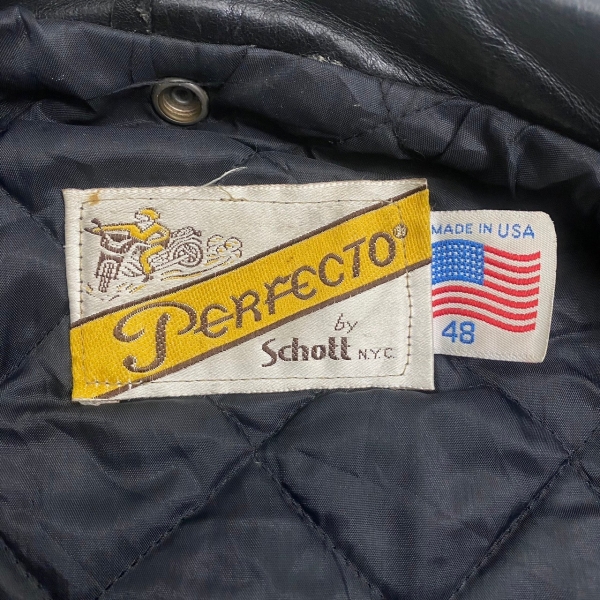 PERFECTO®
by
Schott N.Y.C.
MADE IN USA
48